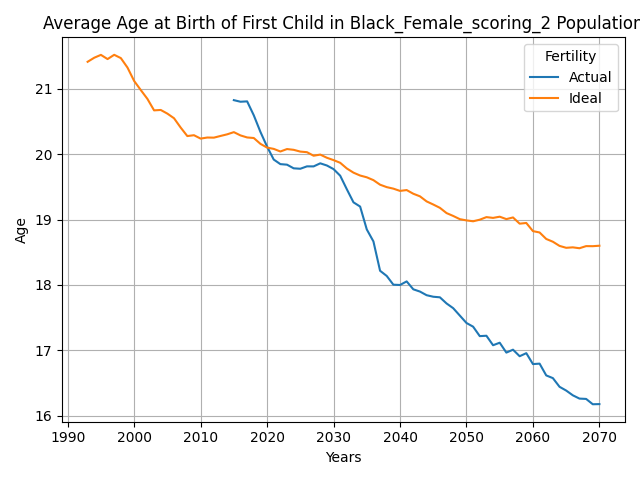 Average Age at Birth of First Child in Black_Female_scoring_2 Population
Fertility
Actual
Ideal
21
20
19
18
17
16
Age
1990 2000 2010 2020 2030 2040 2050 2060 2070
Years